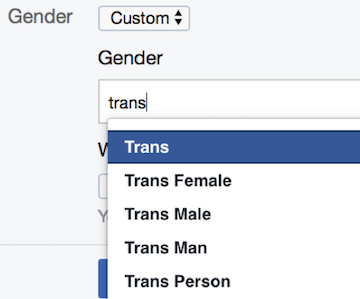 Gender Custom
Gender
trans
Trans
Trans Female
Trans Male
Trans Man
Trans Person